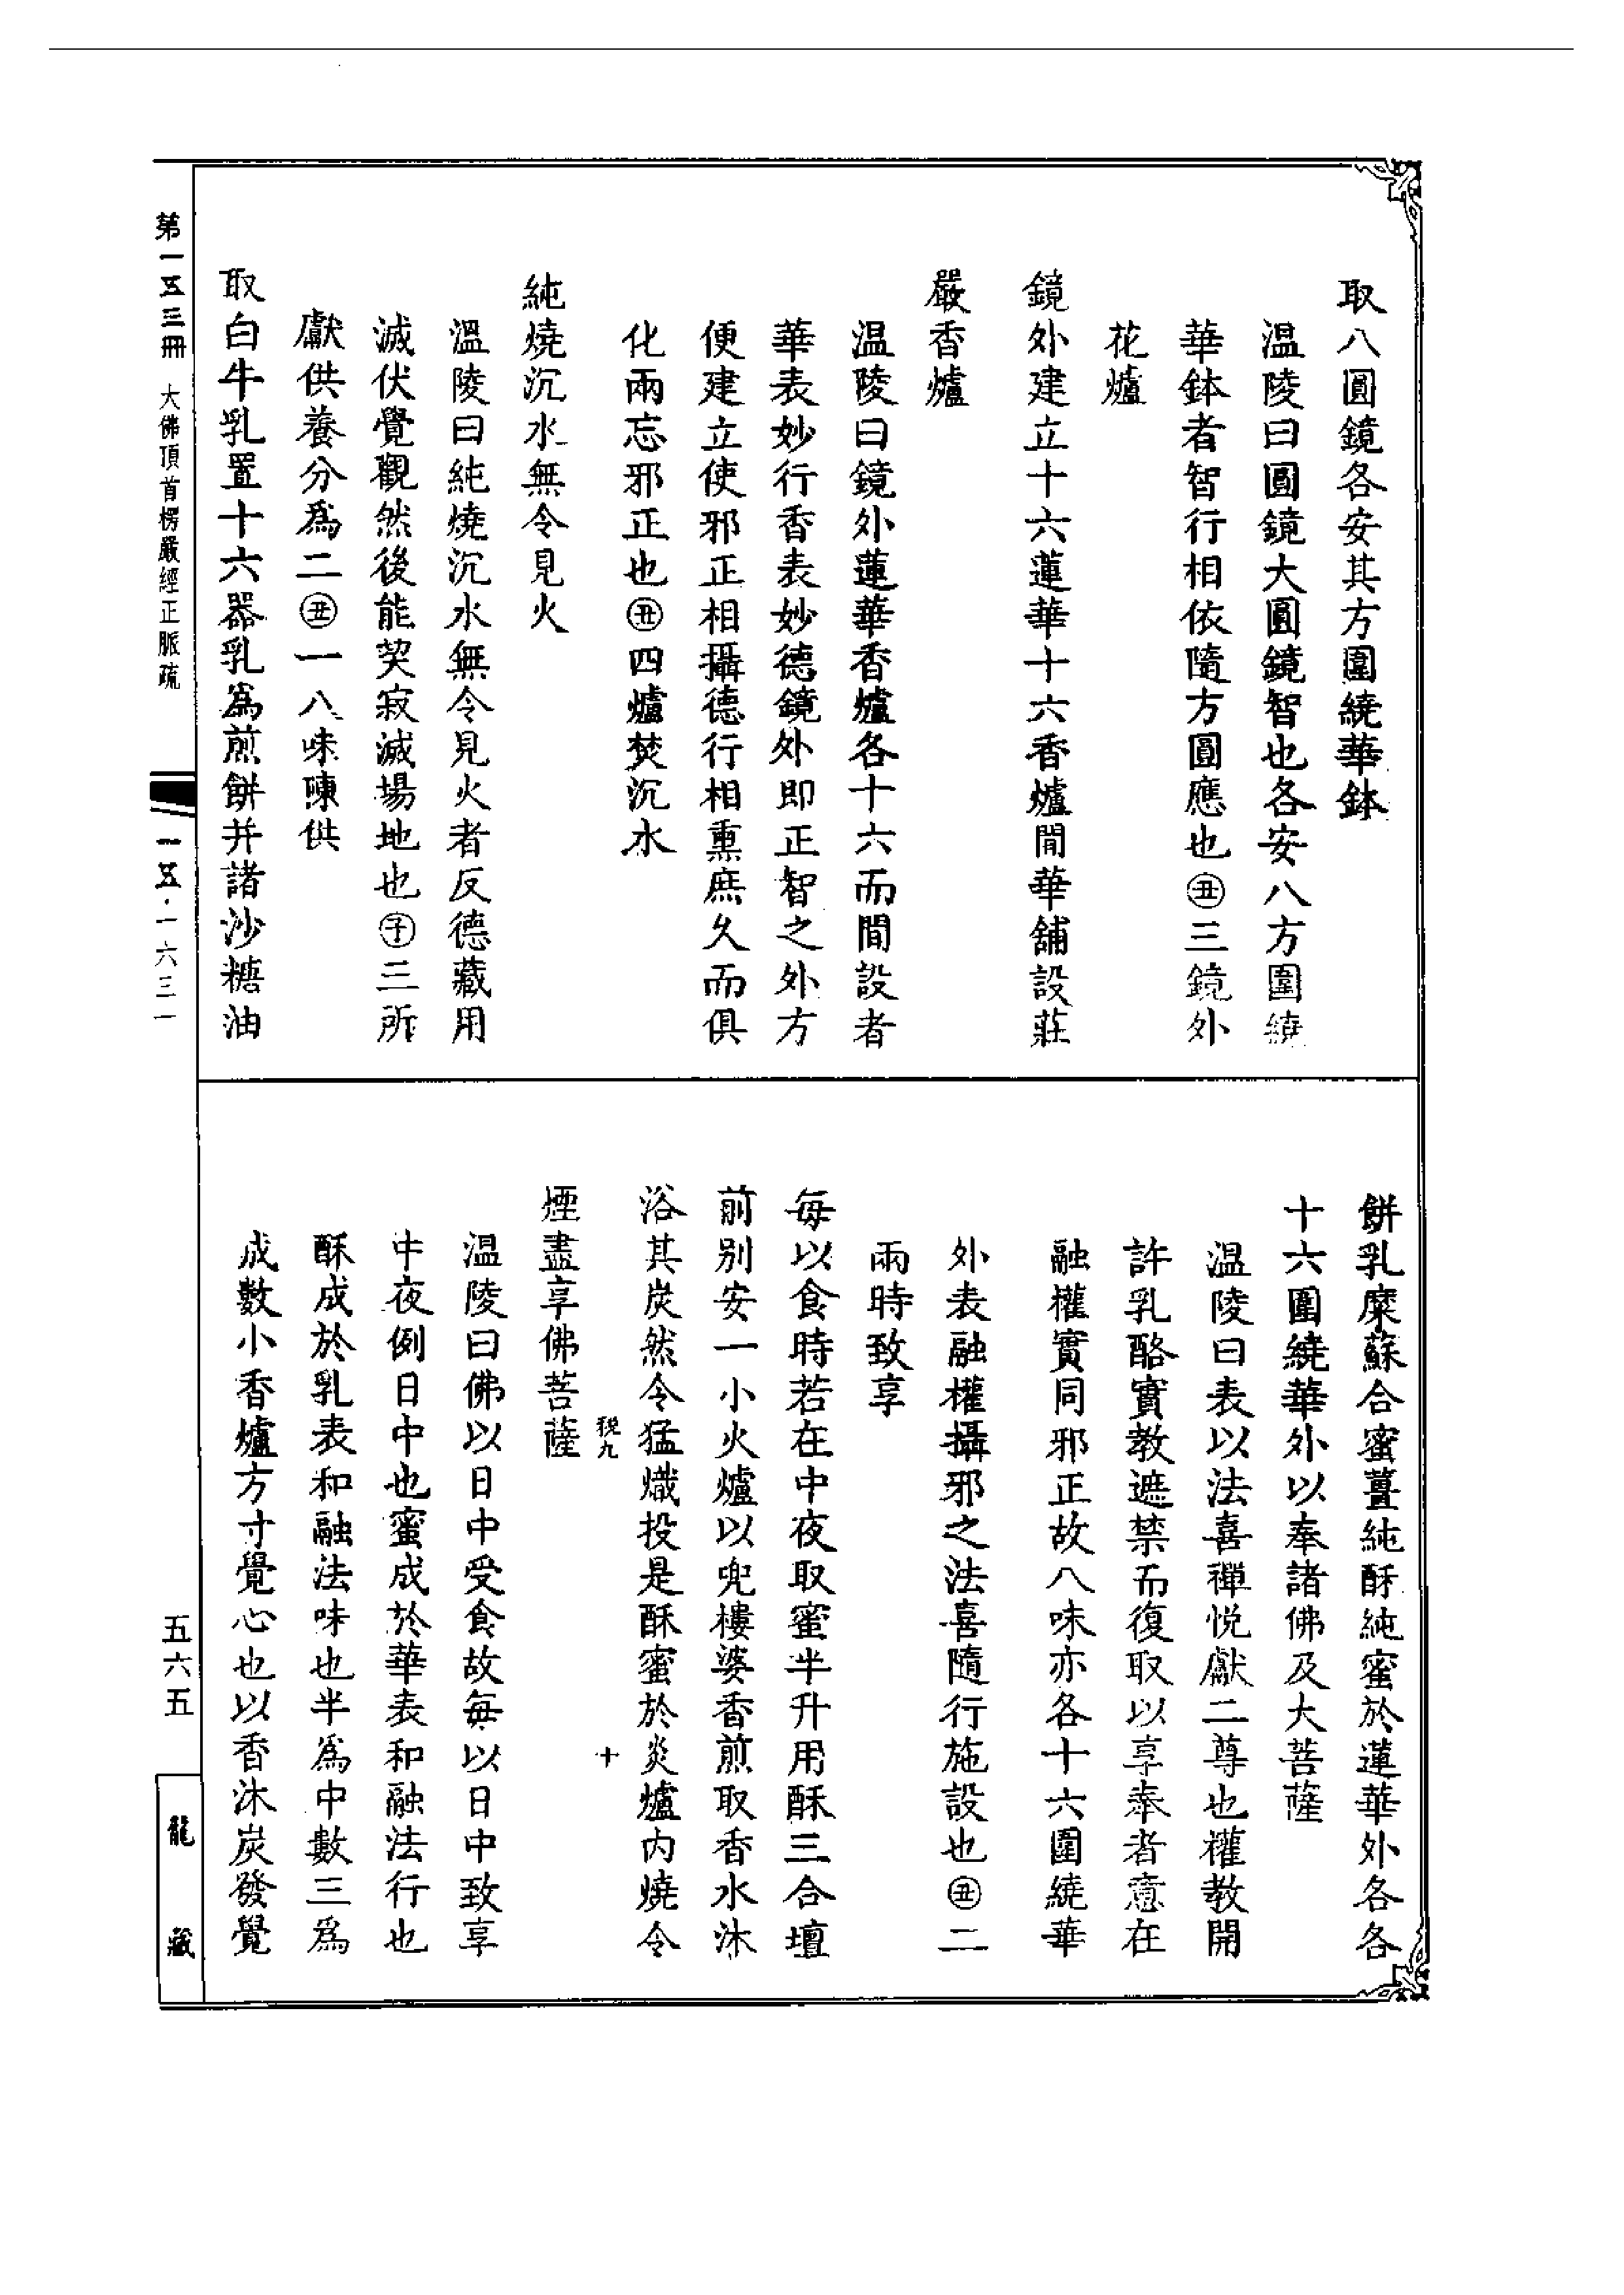 取八圓鏡各安其方圍繞華鉢
溫陵曰圓鏡大圓鏡智也各安八方圍繞
華鉢者智行相依隨方圓應也㊄三鏡外
花爐
鏡外建立十六蓮華十六香爐間華鋪設莊
嚴香爐
溫陵曰鏡外蓮華香爐各十六而間設者
華表妙行香表妙德鏡外即正智之外方
便建立使邪正相攝德行相熏庶久而俱
化兩忘邪正也丑四爐焚沉水
純燒沉水無令見火
溫陵曰純燒沉水無令見火者反德藏用
滅伏覺觀然後能契寂滅場地也子三所
獻供養分為二丑一八味陳供
取白牛乳置十六器乳為煎餅并諸沙糖油
餅乳糜蘇合蜜薑純酥純蜜於蓮華外各各
十六圍繞華外以奉諸佛及大菩薩
溫陵曰表以法喜禪悅獻二尊也權教開
許乳酪實教遮禁而復取以享奉者意在
融權實同邪正故八味亦各十六圍繞華
外表融權攝邪之法喜隨行施設也丑二
兩時致享
每以食時若在中夜取蜜半升用酥三合壇
前別安一小火爐以兜樓婆香煎取香水沐
浴其炭然令猛熾投是酥蜜於炎爐內燒令
稅九 十
煙盡享佛菩薩
溫陵曰佛以日中受食故每以日中致享
中夜例日中也蜜成於華表和融法行也
酥成於乳表和融法味也半為中數三為
成數小香爐方寸覺心也以香沐炭發覺
第一五三冊 大佛頂首楞嚴經正脈疏
一五·一六三一
五六五
龍藏